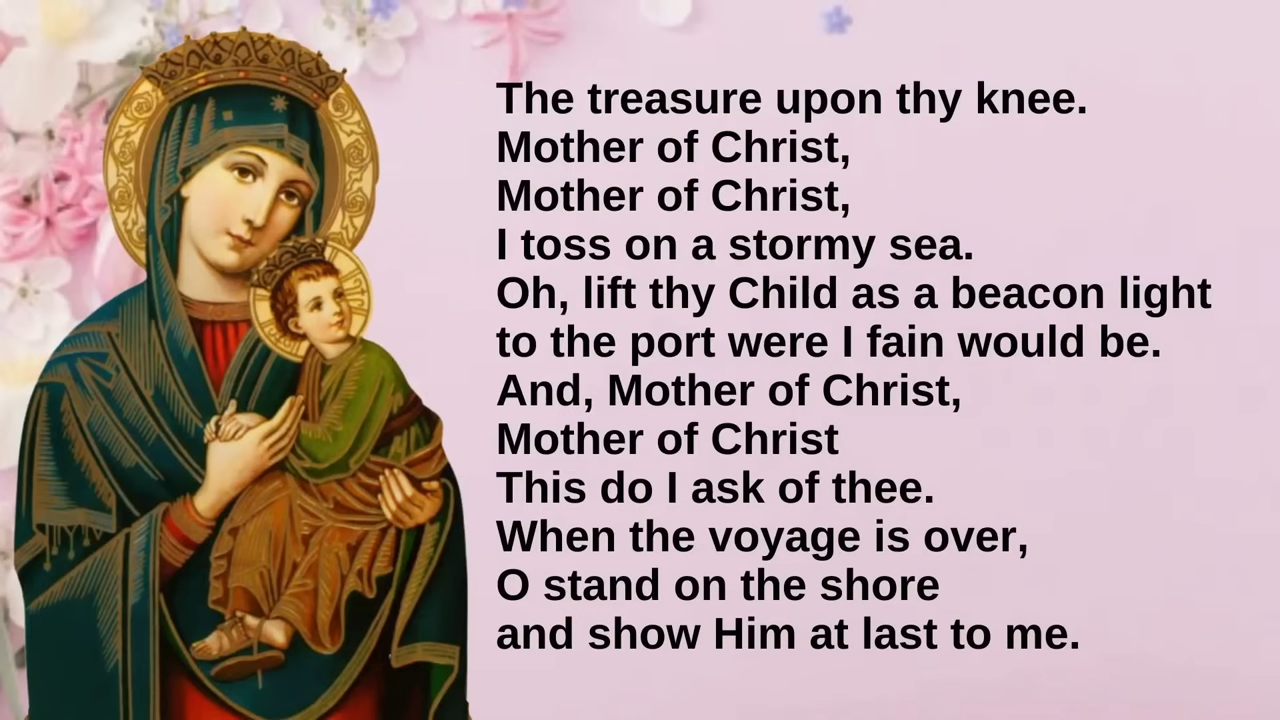 The treasure upon thy knee.
Mother of Christ,
Mother of Christ,
I toss on a stormy sea.
Oh, lift thy Child as a beacon light
to the port were I fain would be.
And, Mother of Christ,
Mother of Christ
This do I ask of thee.
When the voyage is over,
O stand on the shore
and show Him at last to me.